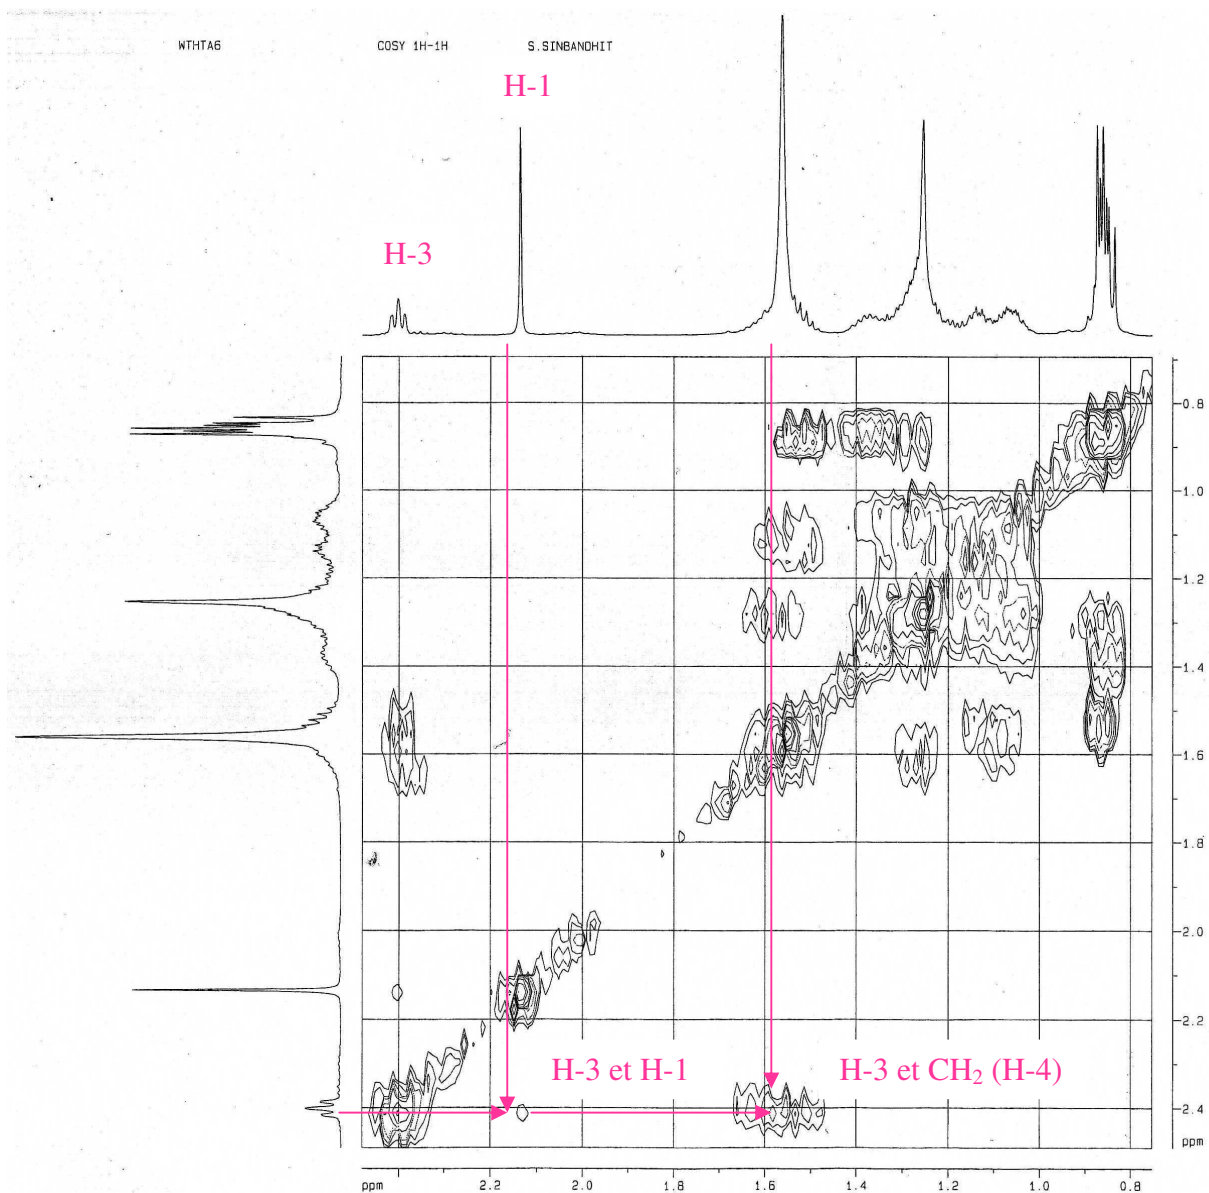 WTHTA6 COSY 1H-1H S.SINBANDHIT
H-1
H-3
0.8
1.0
1.2
1.4
1.6
1.8
2.0
2.2
H-3 et H-1 H-3 et CH₂ (H-4)
2.4
ppm
ppm 2.2 2.0 1.8 1.6 1.4 1.2 1.0 0.8